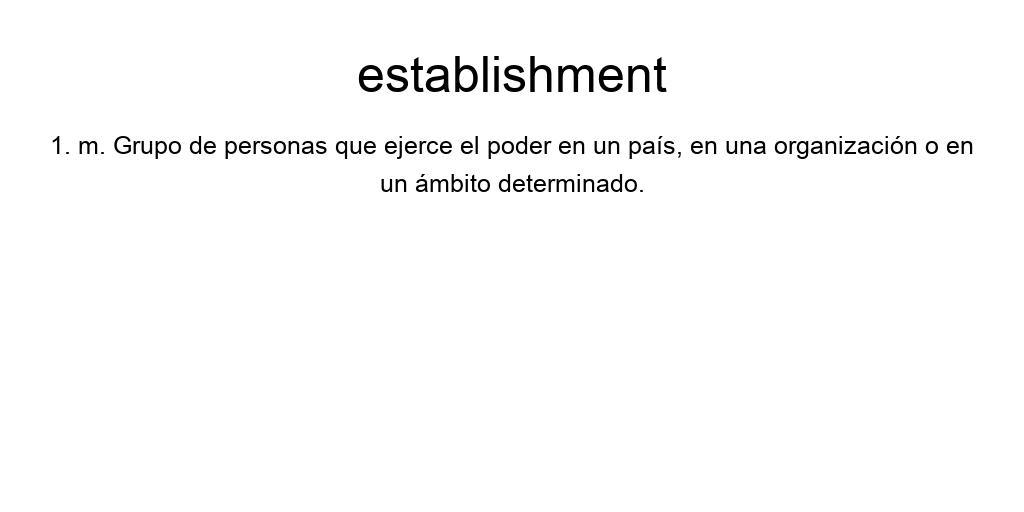 establishment
1. m. Grupo de personas que ejerce el poder en un país, en una organización o en
un ámbito determinado.